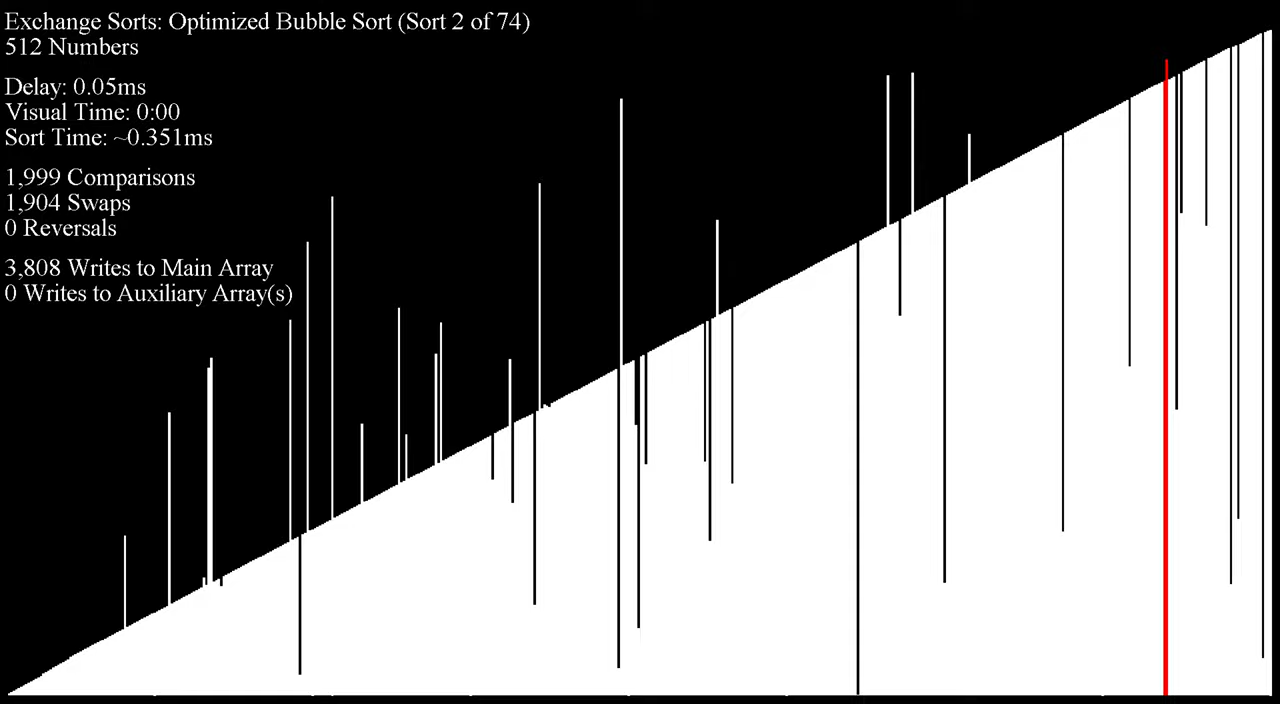 Exchange Sorts: Optimized Bubble Sort (Sort 2 of 74)
512 Numbers
Delay: 0.05ms
Visual Time: 0:00
Sort Time: ~0.351ms
1,999 Comparisons
1,904 Swaps
0 Reversals
3,808 Writes to Main Array
0 Writes to Auxiliary Array(s)